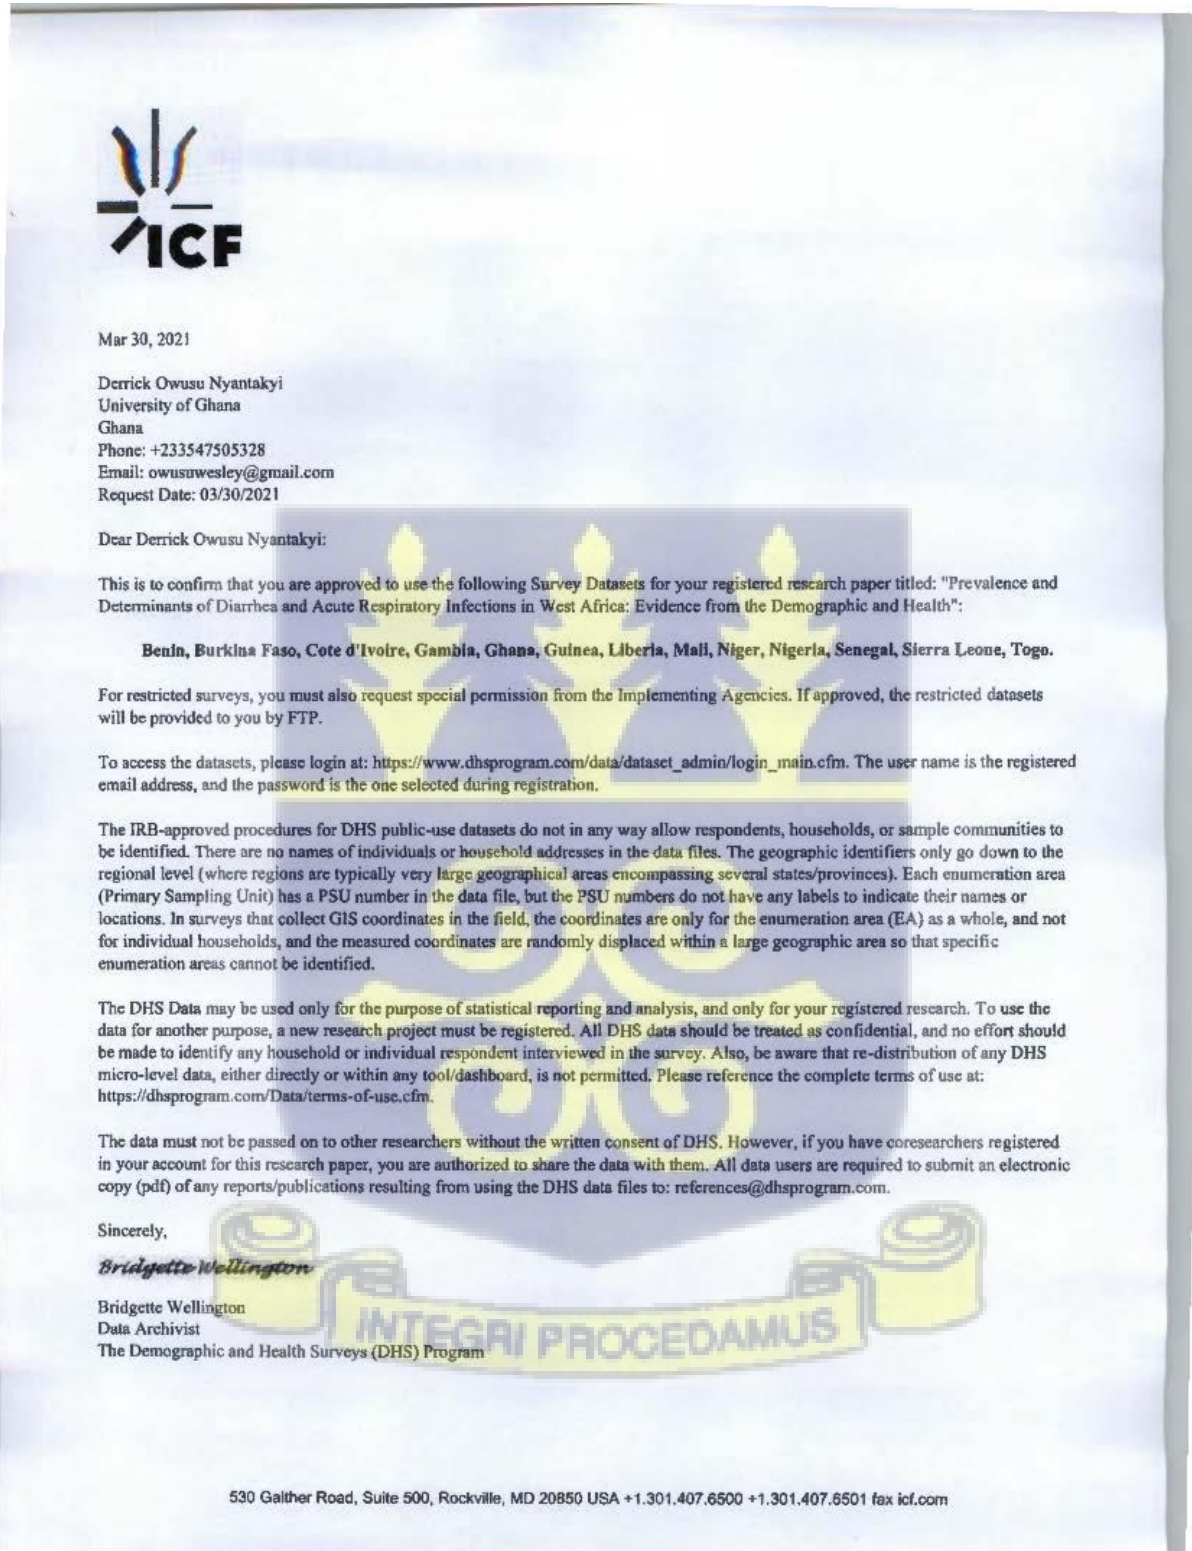 ICF
Mar 30, 2021
Derrick Owusu Nyantakyi
University of Ghana
Ghana
Phone: +233547505328
Email: owusuwesley@gmail.com
Request Date: 03/30/2021
Dear Derrick Owusu Nyantakyi:
This is to confirm that you are approved to use the following Survey Datasets for your registered research paper titled: "Prevalence and
Determinants of Diarrhea and Acute Respiratory Infections in West Africa: Evidence from the Demographic and Health":
Benin, Burkina Faso, Cote d'Ivoire, Gambia, Ghana, Guinea, Liberia, Mali, Niger, Nigeria, Senegal, Sierra Leone, Togo.
For restricted surveys, you must also request special permission from the Implementing Agencies. If approved, the restricted datasets
will be provided to you by FTP.
To access the datasets, please login at: https://www.dhsprogram.com/data/dataset_admin/login_main.cfm. The user name is the registered
email address, and the password is the one selected during registration.
The IRB-approved procedures for DHS public-use datasets do not in any way allow respondents, households, or sample communities to
be identified. There are no names of individuals or household addresses in the data files. The geographic identifiers only go down to the
regional level (where regions are typically very large geographical areas encompassing several states/provinces). Each enumeration area
(Primary Sampling Unit) has a PSU number in the data file, but the PSU numbers do not have any labels to indicate their names or
locations. In surveys that collect GIS coordinates in the field, the coordinates are only for the enumeration area (EA) as a whole, and not
for individual households, and the measured coordinates are randomly displaced within a large geographic area so that specific
enumeration areas cannot be identified.
The DHS Data may be used only for the purpose of statistical reporting and analysis, and only for your registered research. To use the
data for another purpose, a new research project must be registered. All DHS data should be treated as confidential, and no effort should
be made to identify any household or individual respondent interviewed in the survey. Also, be aware that re-distribution of any DHS
micro-level data, either directly or within any tool/dashboard, is not permitted. Please reference the complete terms of use at:
https://dhsprogram.com/Data/terms-of-use.cfm.
The data must not be passed on to other researchers without the written consent of DHS. However, if you have coresearchers registered
in your account for this research paper, you are authorized to share the data with them. All data users are required to submit an electronic
copy (pdf) of any reports/publications resulting from using the DHS data files to: references@dhsprogram.com.
Sincerely,
Bridgette Wellington
Bridgette Wellington
Data Archivist
The Demographic and Health Surveys (DHS) Program
INTEGRI PROCEDAMUS
530 Gaither Road, Suite 500, Rockville, MD 20850 USA +1.301.407.6500 +1.301.407.6501 fax icf.com